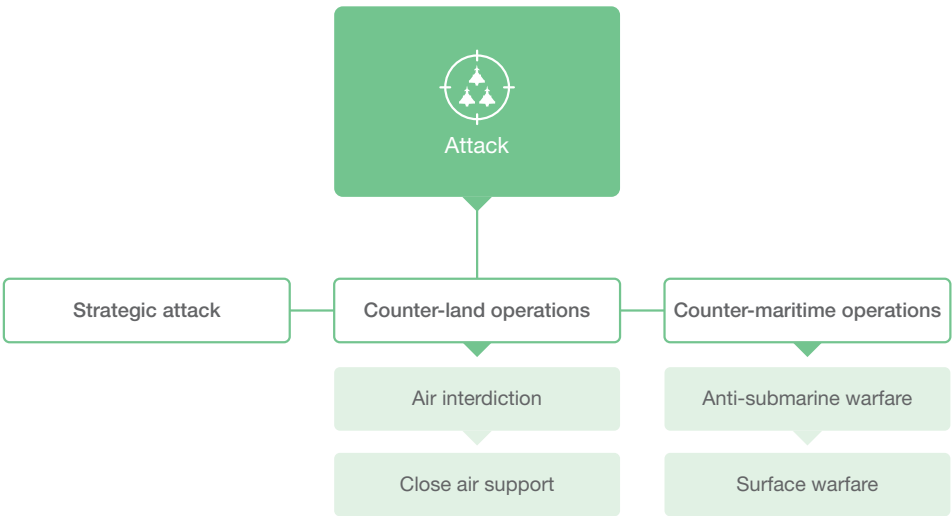 Attack
Strategic attack
Counter-land operations
Counter-maritime operations
Air interdiction
Anti-submarine warfare
Close air support
Surface warfare